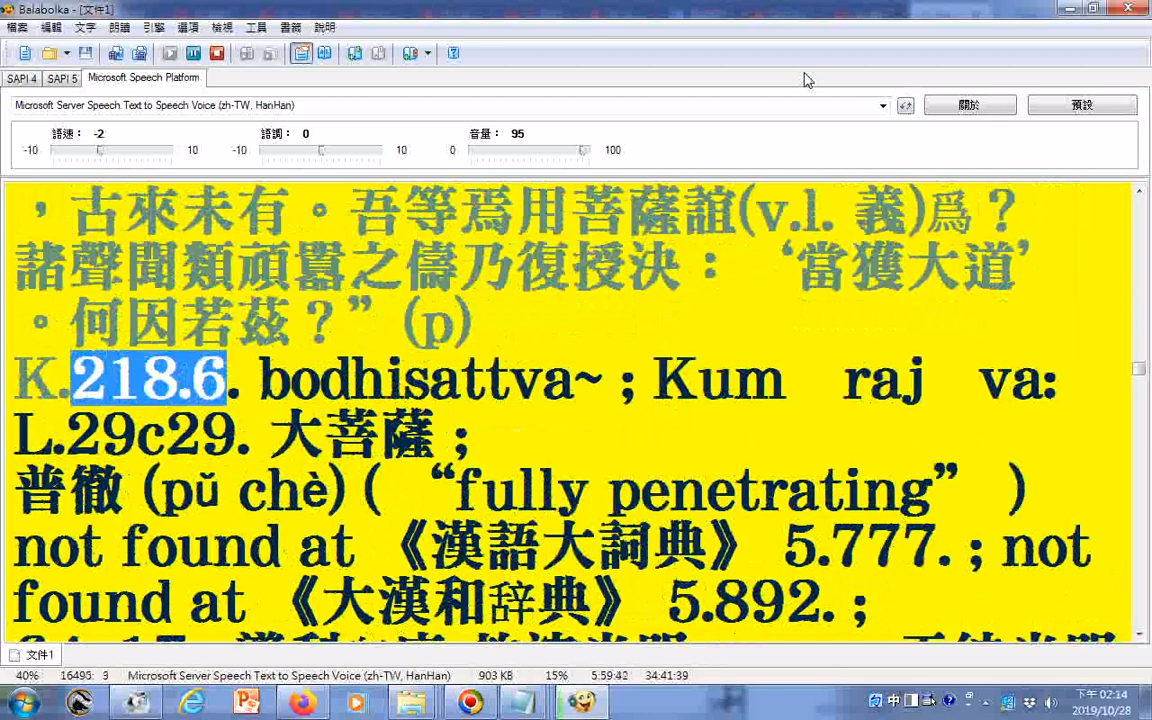 Balabolka - [文件1]
檔案 編輯 文字 朗讀 引擎 選項 檢視 工具 書籤 說明
SAPI 4 SAPI 5 Microsoft Speech Platform
Microsoft Server Speech Text to Speech Voice (zh-TW, HanHan)
關於 預設
語速： -2 語調： 0 音量： 95
-10 10 -10 10 0 100
，古來未有。吾等焉用菩薩誼(v.l. 義)爲？
諸聲聞類頑嚚之儔乃復授決：‘當獲大道’
。何因若茲？”(p)
K.218.6. bodhisattva~ ; Kum raj va:
L.29c29. 大菩薩 ;
普徹 (pŭ chè) ( “fully penetrating” )
not found at 《漢語大詞典》 5.777. ; not
found at 《大漢和辞典》 5.892. ;
文件1
40% 16495: 3 Microsoft Server Speech Text to Speech Voice (zh-TW, HanHan) 903 KB 15% 5:59:42 34:41:39
中
下午 02:14
2019/10/28